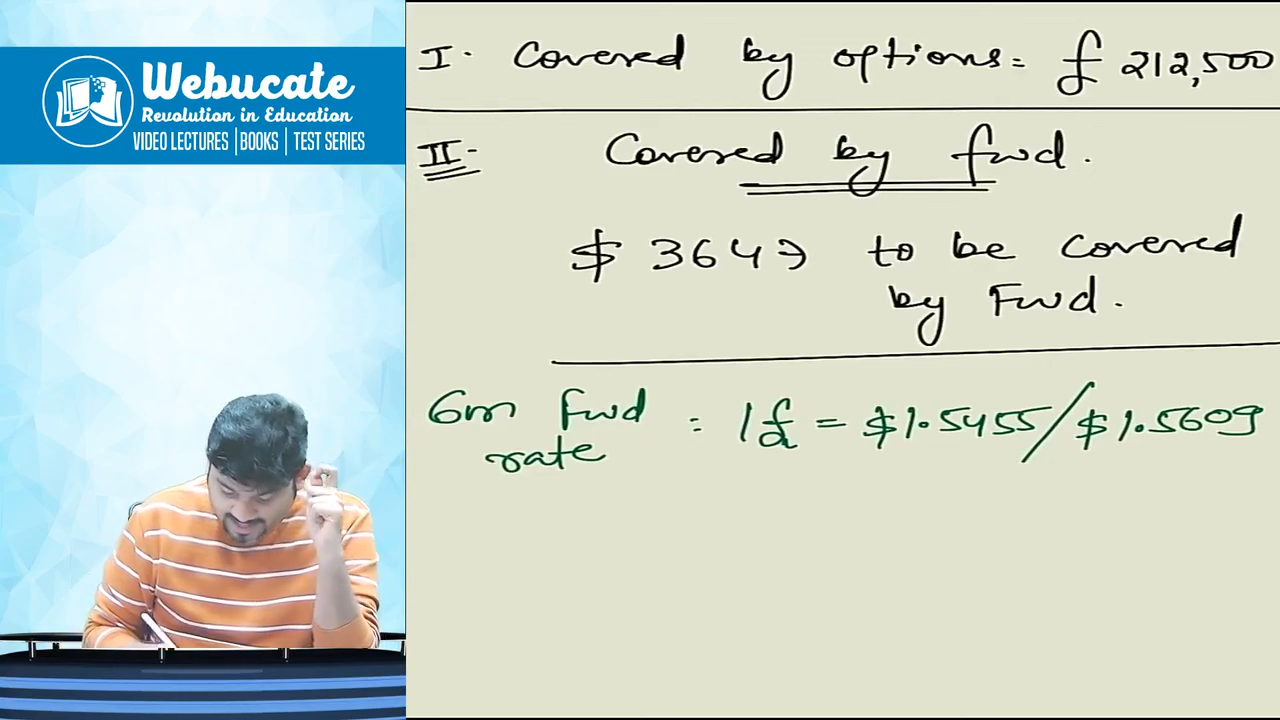 Webucate
Revolution in Education
VIDEO LECTURES | BOOKS | TEST SERIES
I. Covered by options = £ 212,500
II. Covered by fwd.
$ 3649 to be covered
by Fwd.
6m Fwd
rate : 1£ = $1.5455/$1.5609